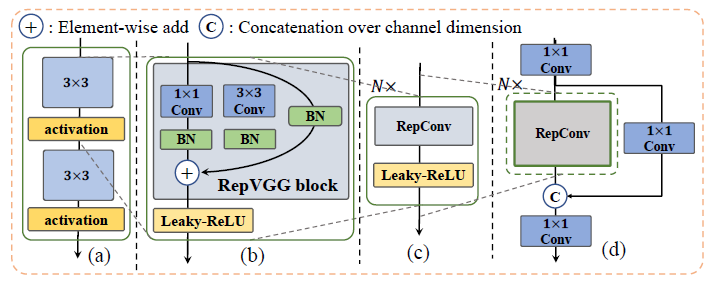 + : Element-wise add C : Concatenation over channel dimension
3×3
activation
3×3
activation
(a)
1×1
Conv
3×3
Conv
BN
BN
BN
+
RepVGG block
Leaky-ReLU
(b)
N×
RepConv
Leaky-ReLU
(c)
1×1
Conv
N×
RepConv
1×1
Conv
C
1×1
Conv
(d)